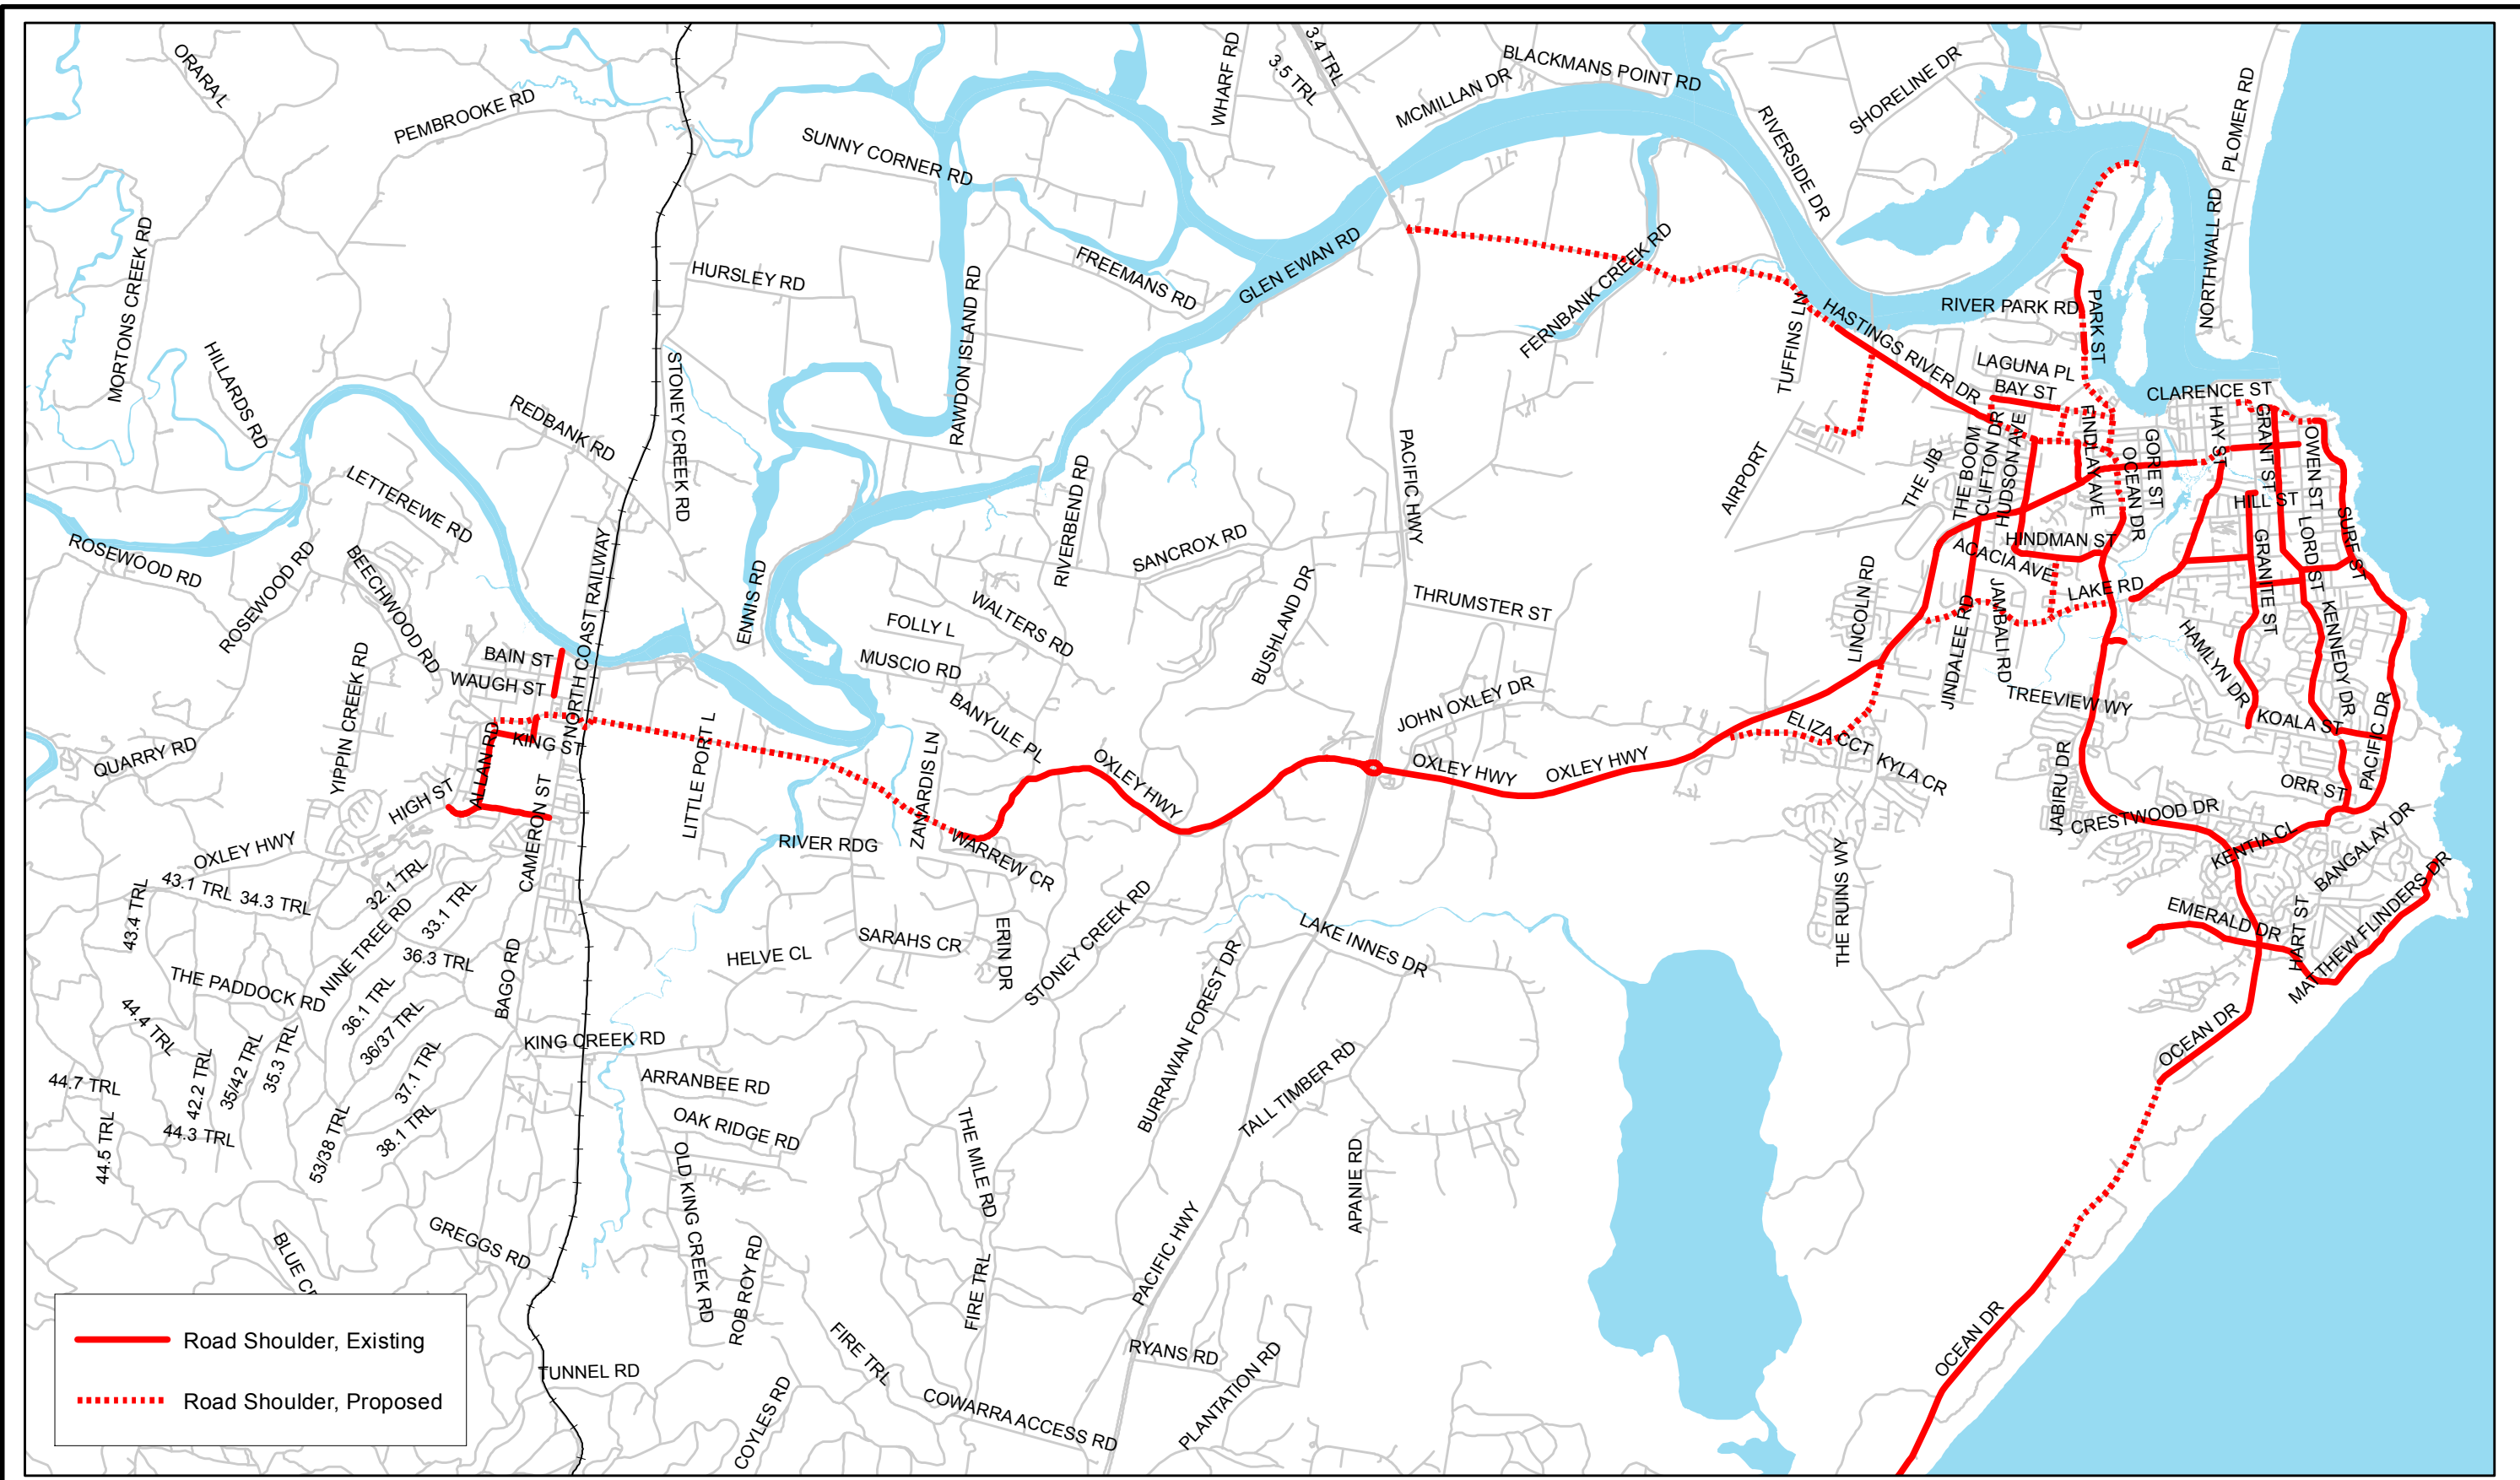 ORARA L
PEMBROOKE RD
WHARF RD
3.4 TRL
3.5 TRL
BLACKMANS POINT RD
MCMILLAN DR
SHORELINE DR
PLOMER RD
SUNNY CORNER RD
RIVERSIDE DR
NORTHWALL RD
MORTONS CREEK RD
HURSLEY RD
FREEMANS RD
GLEN EWAN RD
FERNBANK CREEK RD
RAWDON ISLAND RD
TUFFINS LN
HASTINGS RIVER DR
RIVER PARK RD
PARK ST
HILLARDS RD
STONEY CREEK RD
LAGUNA PL
BAY ST
CLARENCE ST
REDBANK RD
PACIFIC HWY
AIRPORT
THE JIB
THE BOOM
CLIFTON DR
HUDSON AVE
FINDLAY AVE
OCEAN DR
GORE ST
HAY ST
GRANT ST
OWEN ST
LETTEREWE RD
RIVERBEND RD
SANCROX RD
HILL ST
SURF ST
ROSEWOOD RD
ROSEWOOD RD
BEECHWOOD RD
NORTH COAST RAILWAY
ENNIS RD
WALTERS RD
BUSHLAND DR
THRUMSTER ST
LINCOLN RD
HINDMAN ST
ACACIA AVE
LAKE RD
JINDALEE RD
JAMBALI RD
GRANITE ST
LORD ST
KENNEDY DR
HAMLYN DR
FOLLY L
MUSCIO RD
BAIN ST
WAUGH ST
YIPPIN CREEK RD
BANYULE PL
JOHN OXLEY DR
TREEVIEW WY
KOALA ST
PACIFIC DR
QUARRY RD
ALLAN RD
KING ST
LITTLE PORT L
ZANARDIS LN
OXLEY HWY
OXLEY HWY
OXLEY HWY
ELIZA CCT
KYLA CR
JABIRU DR
ORR ST
HIGH ST
CAMERON ST
OXLEY HWY
RIVER RDG
WARREW CR
CRESTWOOD DR
KENTIA CL
BANGALAY DR
43.1 TRL
34.3 TRL
32.1 TRL
33.1 TRL
43.4 TRL
NINE TREE RD
THE RUINS WY
EMERALD DR
HART ST
MATTHEW FLINDERS DR
36.3 TRL
BAGO RD
HELVE CL
SARAHS CR
ERIN DR
STONEY CREEK RD
LAKE INNES DR
BURRAWAN FOREST DR
THE PADDOCK RD
44.4 TRL
36.1 TRL
36/37 TRL
KING CREEK RD
OCEAN DR
44.7 TRL
42.2 TRL
35/42 TRL
35.3 TRL
37.1 TRL
ARRANBEE RD
TALL TIMBER RD
44.5 TRL
44.3 TRL
53/38 TRL
38.1 TRL
OAK RIDGE RD
THE MILE RD
OLD KING CREEK RD
APANIE RD
GREGGS RD
BLUE C
ROB ROY RD
FIRE TRL
PACIFIC HWY
Road Shoulder, Existing
Road Shoulder, Proposed
TUNNEL RD
FIRE TRL
RYANS RD
PLANTATION RD
COYLES RD
COWARRA ACCESS RD
OCEAN DR